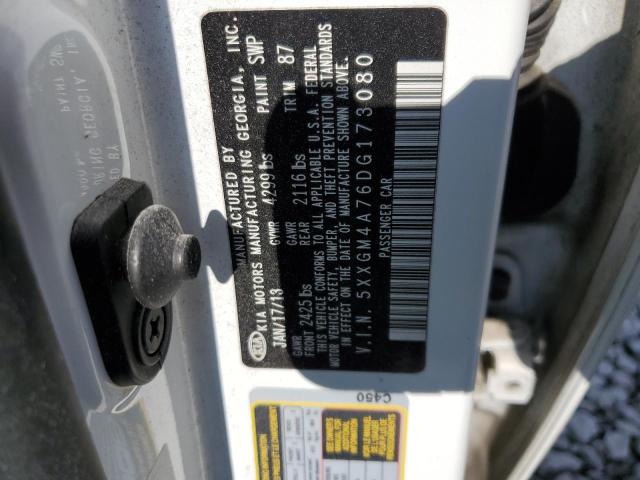 KIA
MANUFACTURED BY
KIA MOTORS MANUFACTURING GEORGIA, INC.
JAN/17/13 GVWR 4299 lbs PAINT SWP
GAWR FRONT 2425 lbs GAWR REAR 2116 lbs TRIM 87
THIS VEHICLE CONFORMS TO ALL APPLICABLE U.S.A. FEDERAL
MOTOR VEHICLE SAFETY, BUMPER, AND THEFT PREVENTION STANDARDS
IN EFFECT ON THE DATE OF MANUFACTURE SHOWN ABOVE.
V.I.N. 5XXGM4A76DG173080
PASSENGER CAR
C450